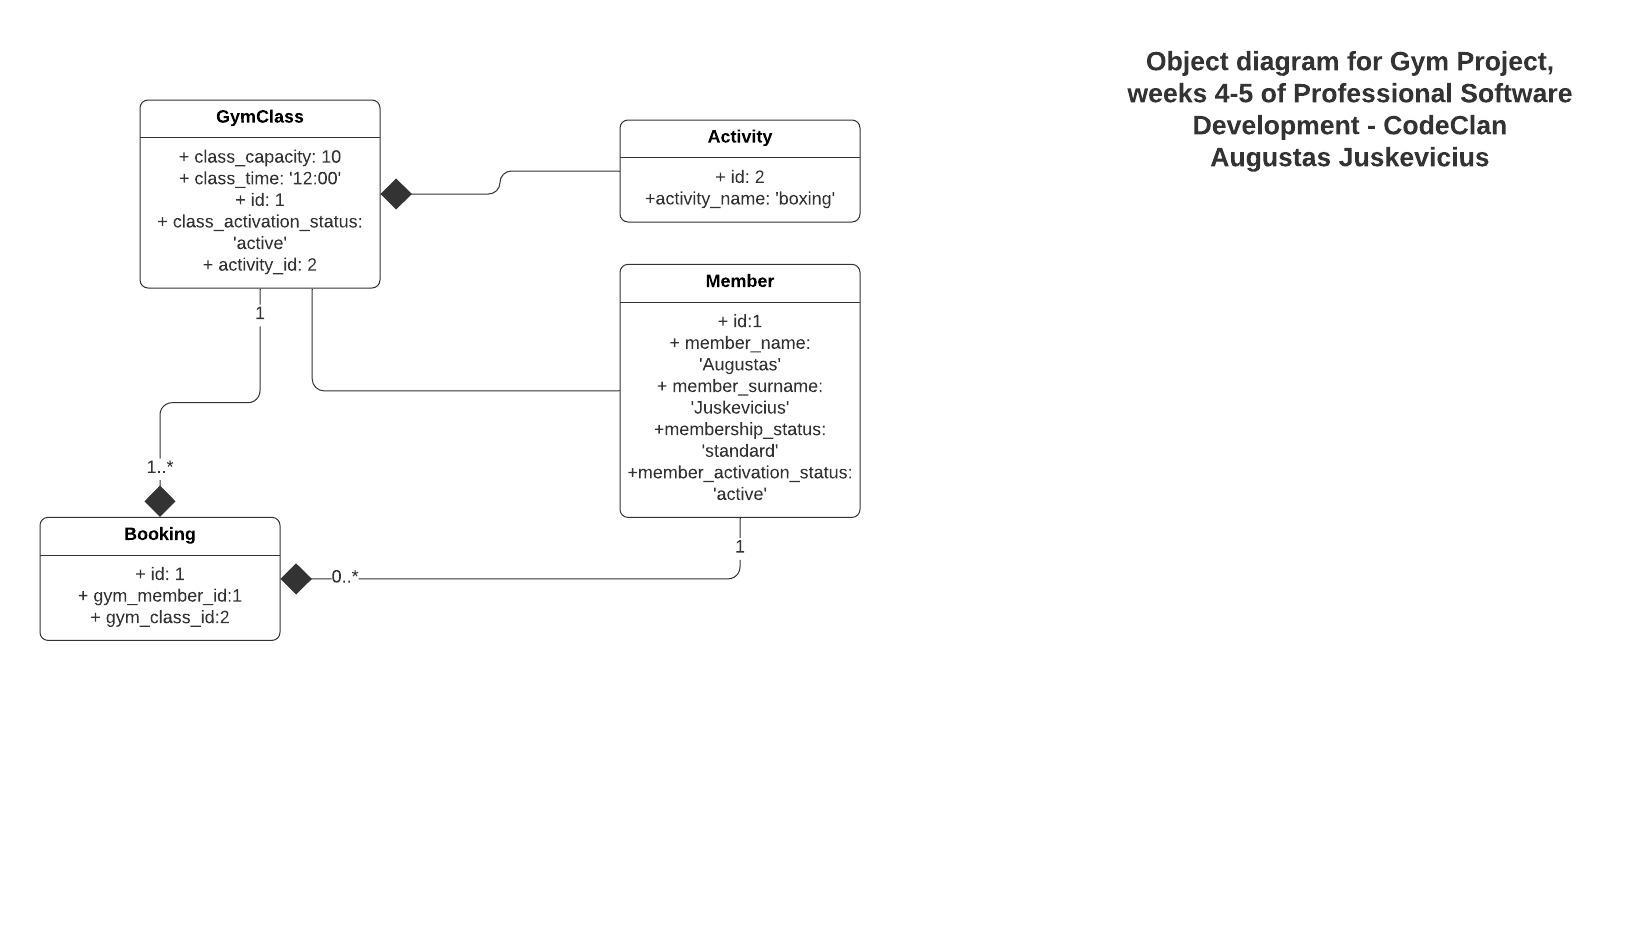 Object diagram for Gym Project,
weeks 4-5 of Professional Software
Development - CodeClan
Augustas Juskevicius
GymClass
+ class_capacity: 10
+ class_time: '12:00'
+ id: 1
+ class_activation_status:
'active'
+ activity_id: 2
Activity
+ id: 2
+activity_name: 'boxing'
Member
+ id:1
+ member_name:
'Augustas'
+ member_surname:
'Juskevicius'
+membership_status:
'standard'
+member_activation_status:
'active'
1
1..*
Booking
+ id: 1
+ gym_member_id:1
+ gym_class_id:2
0..*
1